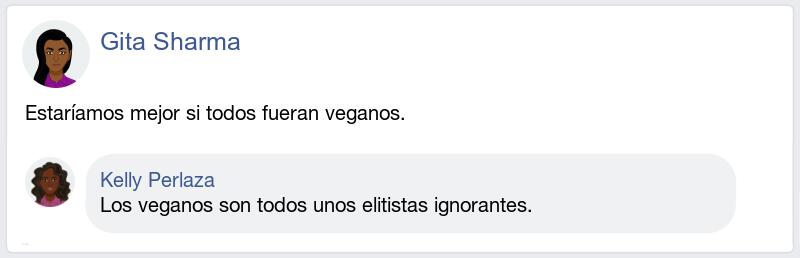 Gita Sharma
Estaríamos mejor si todos fueran veganos.
Kelly Perlaza
Los veganos son todos unos elitistas ignorantes.